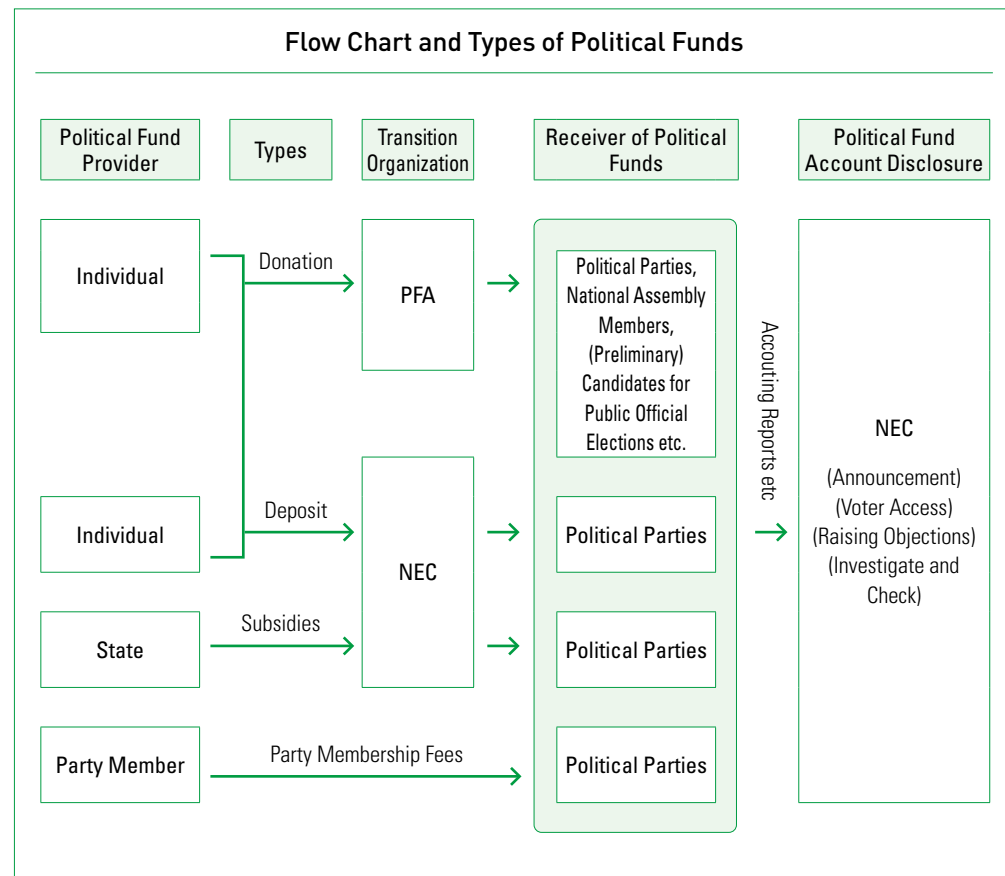 Flow Chart and Types of Political Funds
Political Fund
Provider
Types
Transition
Organization
Receiver of Political
Funds
Political Fund
Account Disclosure
Individual
Donation
PFA
Political Parties,
National Assembly
Members,
(Preliminary)
Candidates for
Public Official
Elections etc.
Individual
Deposit
NEC
Political Parties
State
Subsidies
Political Parties
Party Member
Party Membership Fees
Political Parties
Accouting Reports etc
NEC
(Announcement)
(Voter Access)
(Raising Objections)
(Investigate and
Check)